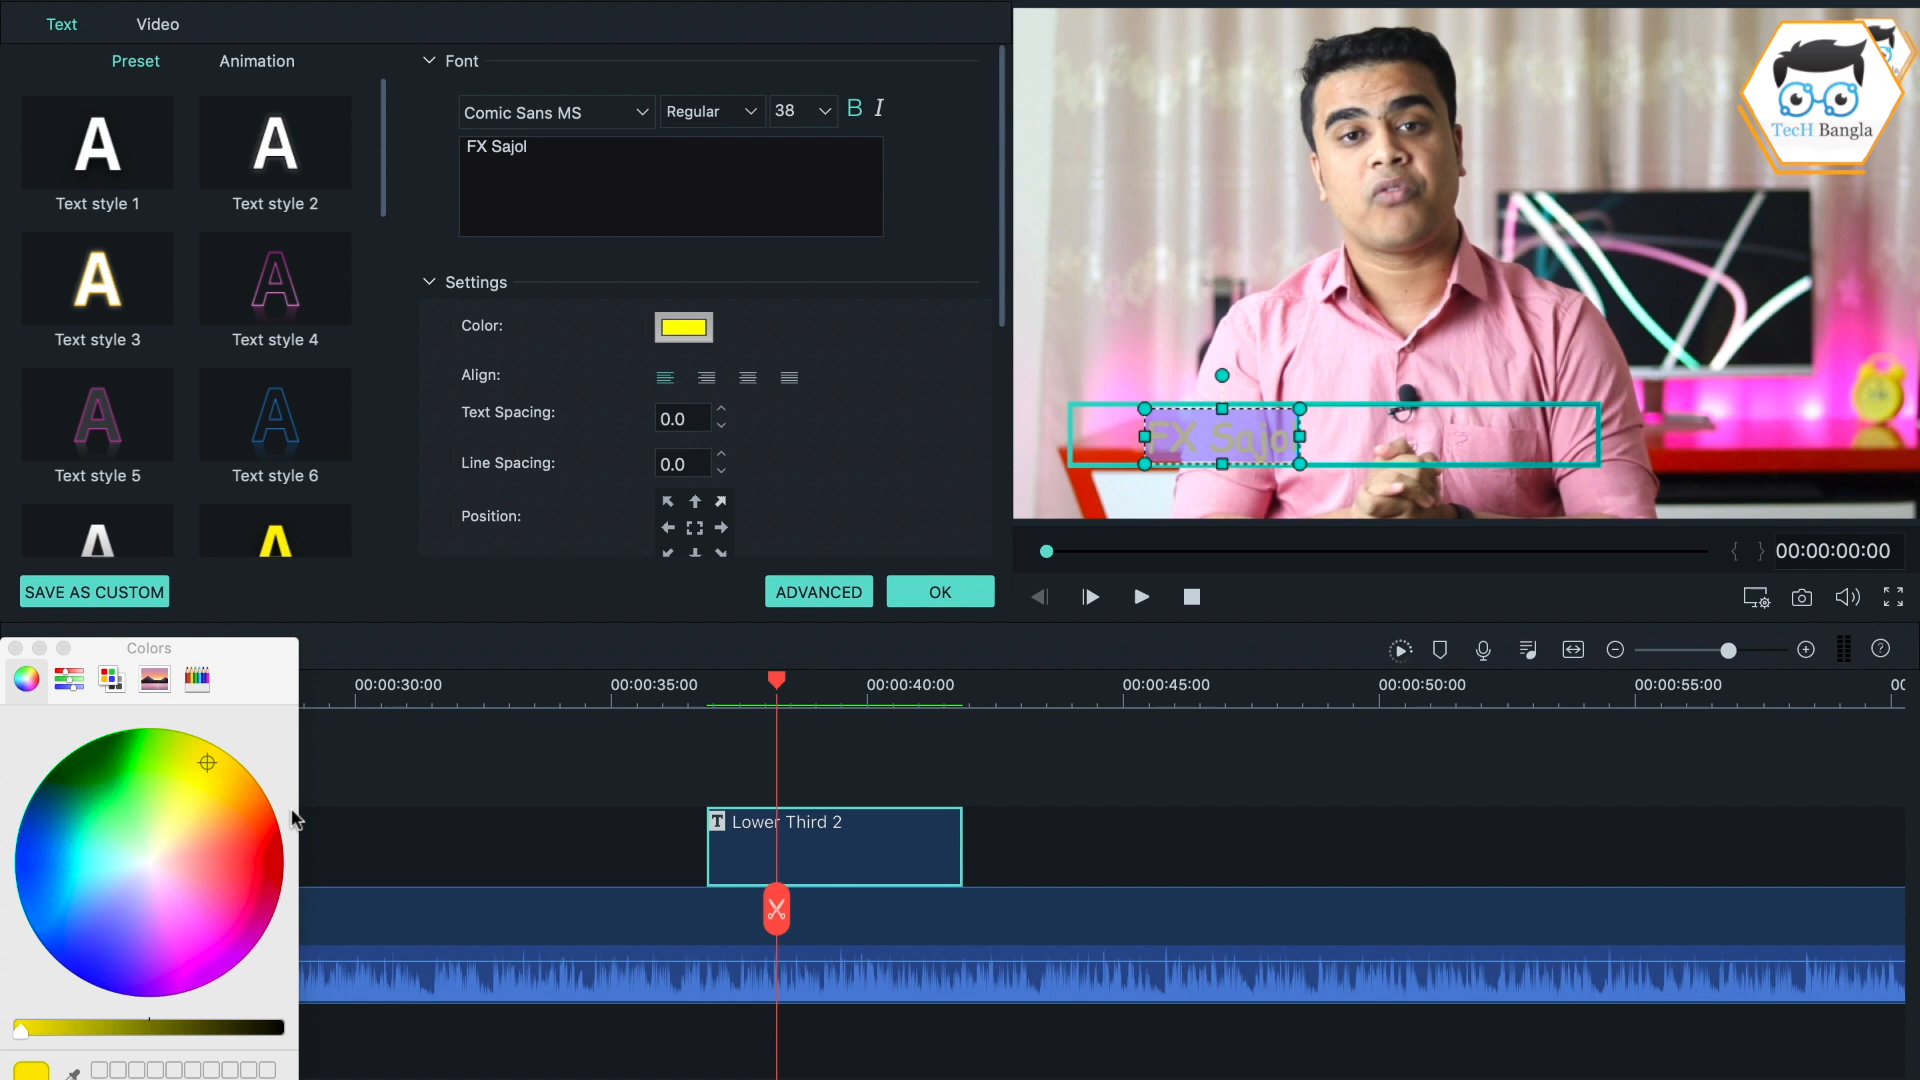 Text Video
Preset Animation
Font
Comic Sans MS Regular 38 B I
FX Sajol
A A
Text style 1 Text style 2
A A
Text style 3 Text style 4
A A
Text style 5 Text style 6
A A
Settings
Color:
Align:
Text Spacing: 0.0
Line Spacing: 0.0
Position:
SAVE AS CUSTOM ADVANCED OK
TecH Bangla
FX Sajol
{ } 00:00:00:00
Colors
00:00:30:00 00:00:35:00 00:00:40:00 00:00:45:00 00:00:50:00 00:00:55:00
T Lower Third 2